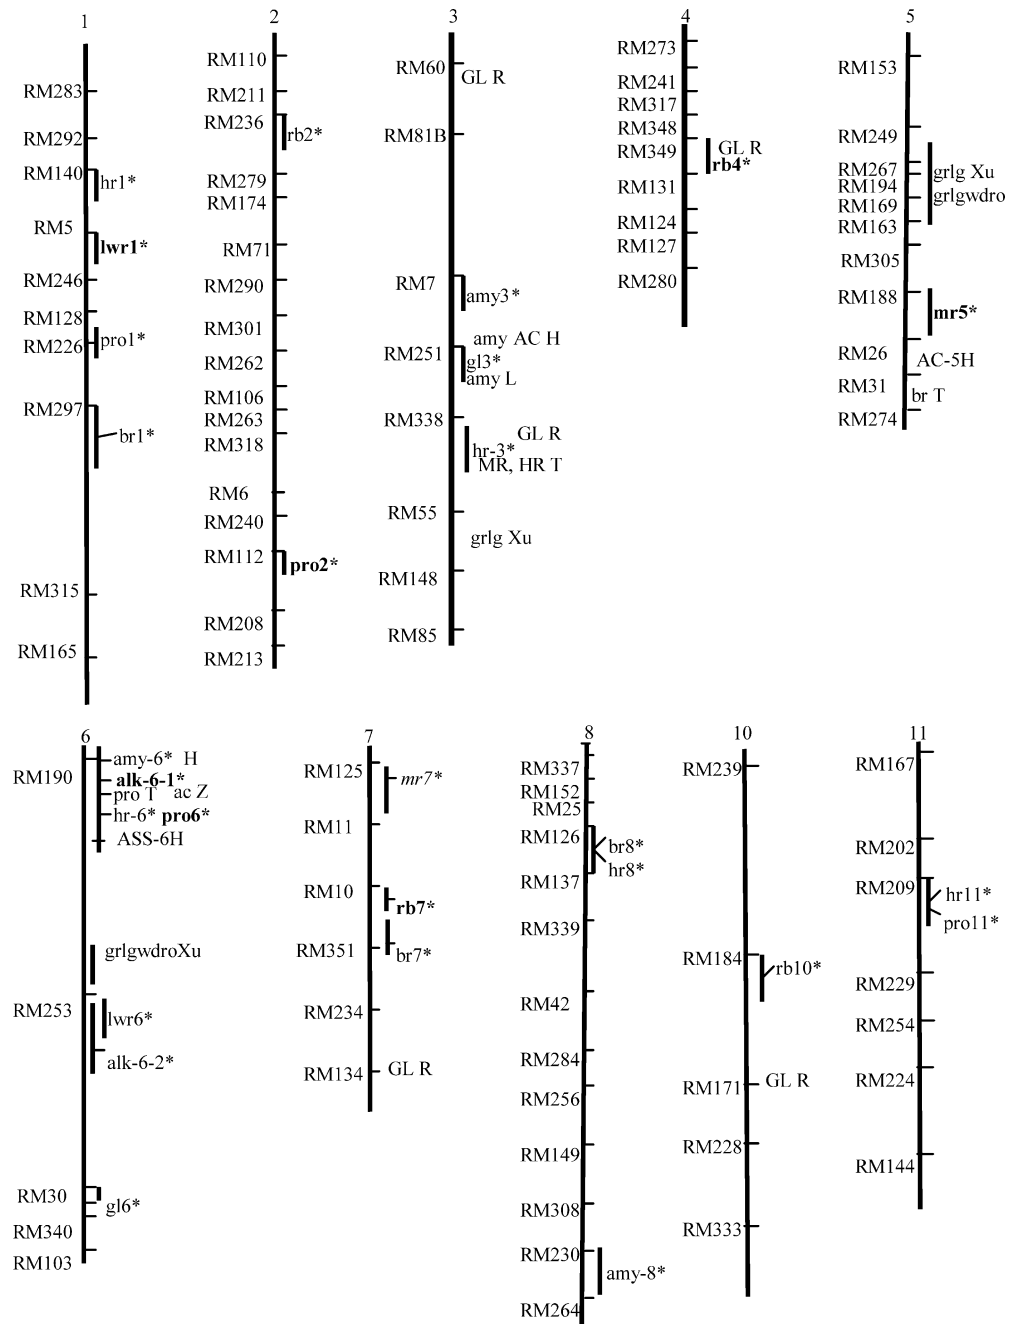 1
RM283
RM292
RM140
hr1*
RM5
lwr1*
RM246
RM128
pro1*
RM226
RM297
br1*
RM315
RM165
2
RM110
RM211
RM236
rb2*
RM279
RM174
RM71
RM290
RM301
RM262
RM106
RM263
RM318
RM6
RM240
RM112
pro2*
RM208
RM213
3
RM60
GL R
RM81B
RM7
amy3*
amy AC H
RM251
gl3*
amy L
RM338
GL R
hr-3*
MR, HR T
RM55
grlg Xu
RM148
RM85
4
RM273
RM241
RM317
RM348
RM349
GL R
rb4*
RM131
RM124
RM127
RM280
5
RM153
RM249
RM267
grlg Xu
RM194
grlgwdro
RM169
RM163
RM305
RM188
mr5*
RM26
AC-5H
RM31
br T
RM274
6
amy-6* H
RM190
alk-6-1*
pro T ac Z
hr-6* pro6*
ASS-6H
grlgwdroXu
RM253
lwr6*
alk-6-2*
RM30
gl6*
RM340
RM103
7
RM125
mr7*
RM11
RM10
rb7*
RM351
br7*
RM234
RM134
GL R
8
RM337
RM152
RM25
RM126
br8*
hr8*
RM137
RM339
RM42
RM284
RM256
RM149
RM308
RM230
amy-8*
RM264
10
RM239
RM184
rb10*
RM171
GL R
RM228
RM333
11
RM167
RM202
RM209
hr11*
pro11*
RM229
RM254
RM224
RM144